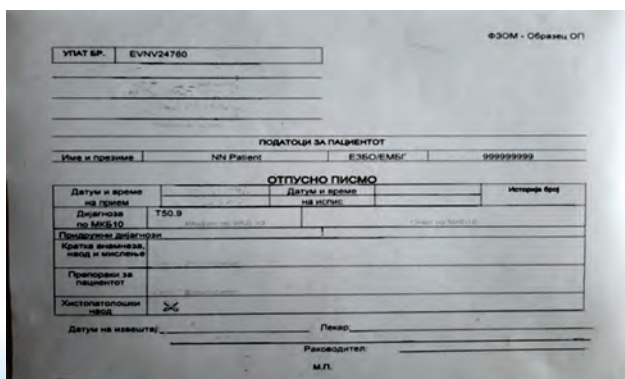 ФЗОМ - Образец ОП
УПАТ БР. EVNV24760
ПОДАТОЦИ ЗА ПАЦИЕНТОТ
Име и презиме NN Patient ЕЗБО/ЕМБГ 999999999
ОТПУСНО ПИСМО
Датум и време на прием Датум и време на испис Историја број
Дијагноза по МКБ10 T50.9
Придружни дијагнози
Кратка анамнеза, наод и мислење
Препораки за пациентот
Хистопатолошки наод
Датум на извештај: Лекар:
Раководител:
М.П.